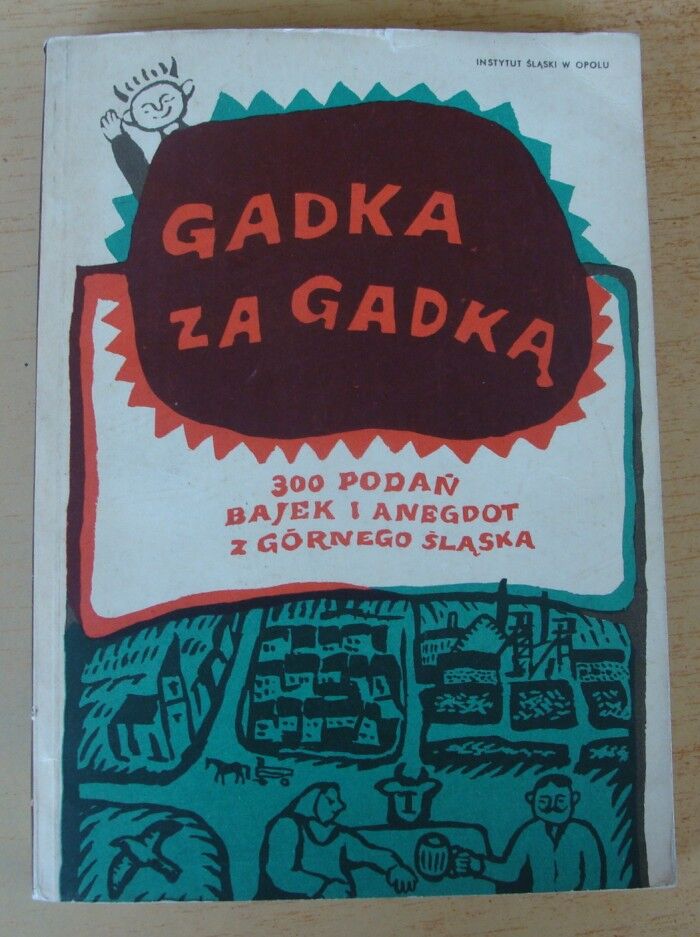 INSTYTUT ŚLĄSKI W OPOLU
GADKA
ZA GADKĄ
300 PODAŃ
BAJEK I ANEGDOT
Z GÓRNEGO ŚLĄSKA